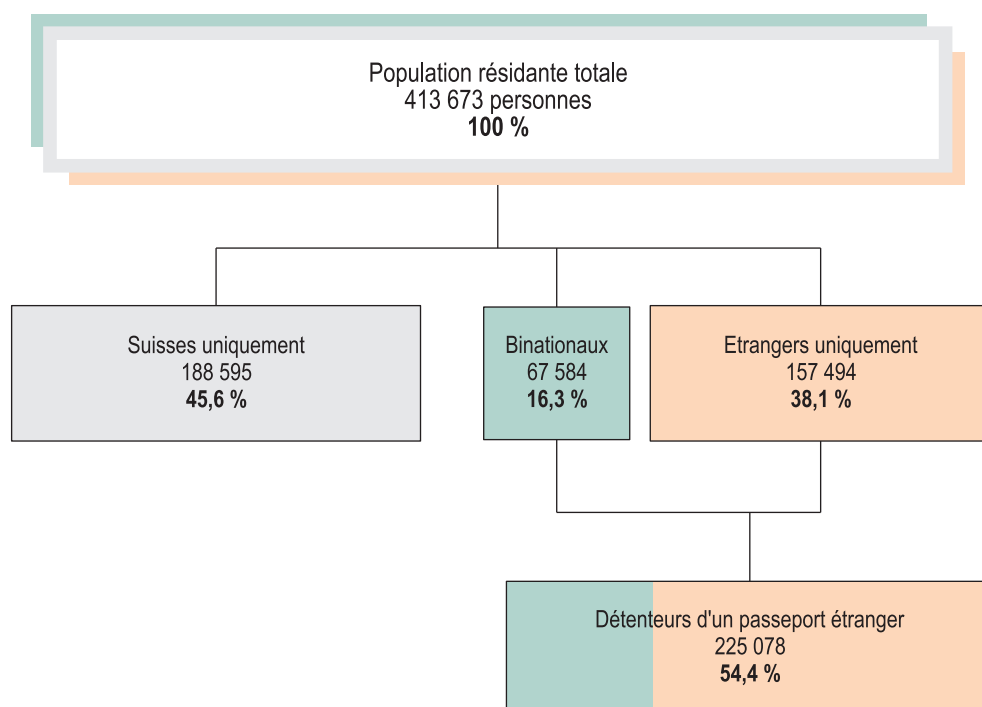 Population résidante totale
413 673 personnes
100 %
Suisses uniquement
188 595
45,6 %
Binationaux
67 584
16,3 %
Etrangers uniquement
157 494
38,1 %
Détenteurs d'un passeport étranger
225 078
54,4 %